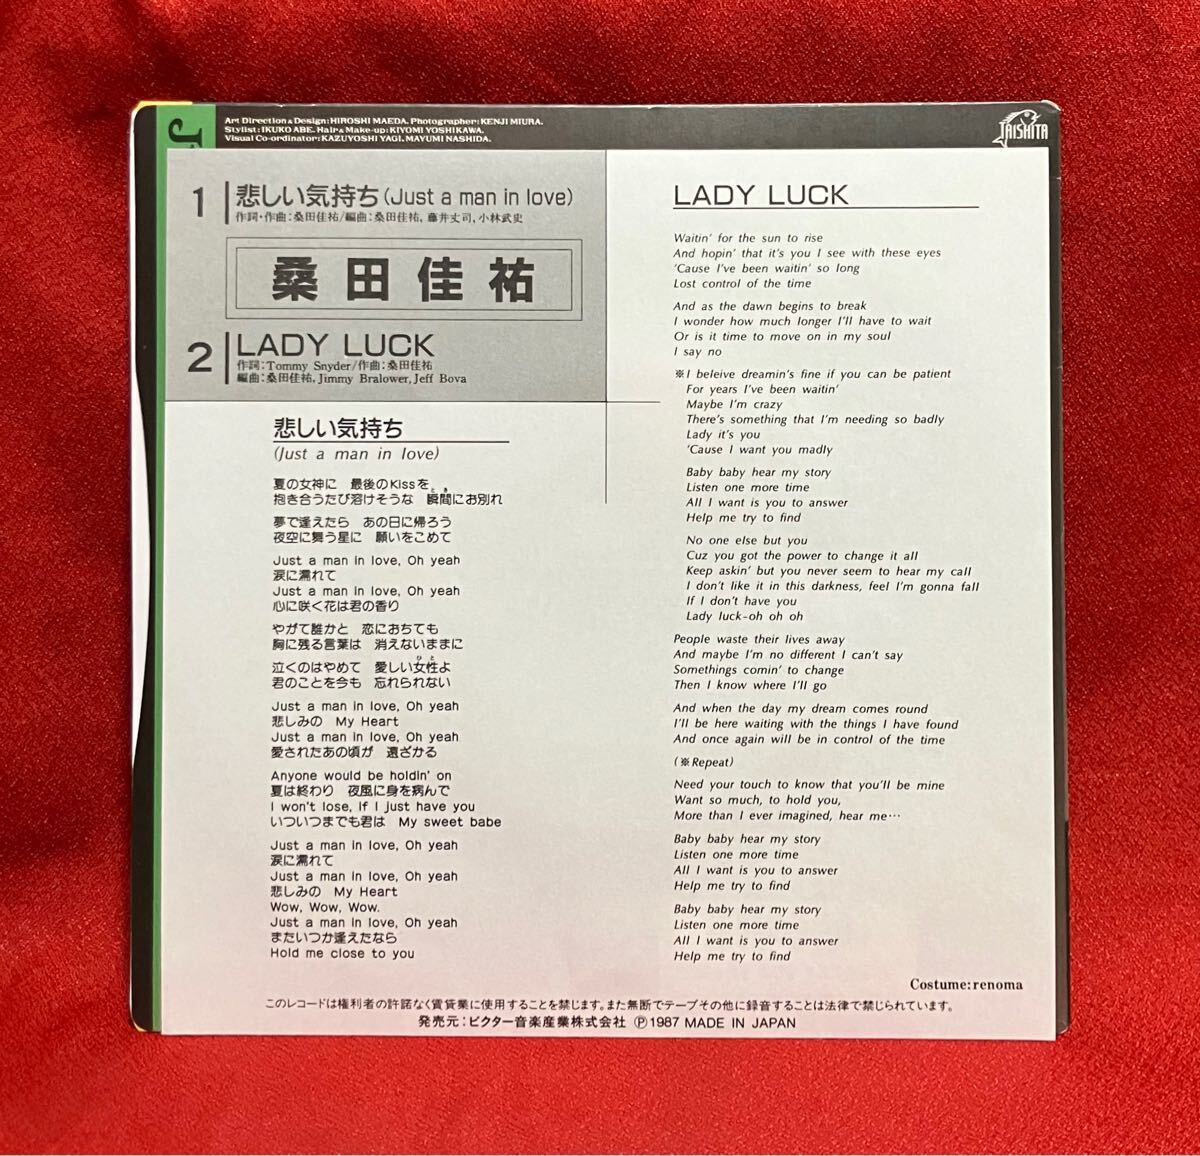 J
Art Direction & Design: HIROSHI MAEDA. Photographer: KENJI MIURA.
Stylist: IKUKO ABE. Hair & Make-up: KIYOMI YOSHIKAWA.
Visual Co-ordinator: KAZUYOSHI YAGI, MAYUMI NASHIDA.
TAISHITA
1 悲しい気持ち(Just a man in love)
作詞・作曲:桑田佳祐/編曲:桑田佳祐, 藤井丈司, 小林武史
桑田佳祐
2 LADY LUCK
作詞:Tommy Snyder/作曲:桑田佳祐
編曲:桑田佳祐, Jimmy Bralower, Jeff Bova
悲しい気持ち
(Just a man in love)
夏の女神に 最後のKissを
抱き合うたび溶けそうな 瞬間にお別れ
夢で逢えたら あの日に帰ろう
夜空に舞う星に 願いをこめて
Just a man in love, Oh yeah
涙に濡れて
Just a man in love, Oh yeah
心に咲く花は君の香り
やがて誰かと 恋におちても
胸に残る言葉は 消えないままに
泣くのはやめて 愛しい女性よ
君のことを今も 忘れられない
Just a man in love, Oh yeah
悲しみの My Heart
Just a man in love, Oh yeah
愛されたあの頃が 遠ざかる
Anyone would be holdin' on
夏は終わり 夜風に身を病んで
I won't lose, if I just have you
いついつまでも君は My sweet babe
Just a man in love, Oh yeah
涙に濡れて
Just a man in love, Oh yeah
悲しみの My Heart
Wow, Wow, Wow.
Just a man in love, Oh yeah
またいつか逢えたなら
Hold me close to you
LADY LUCK
Waitin' for the sun to rise
And hopin' that it's you I see with these eyes
'Cause I've been waitin' so long
Lost control of the time
And as the dawn begins to break
I wonder how much longer I'll have to wait
Or is it time to move on in my soul
I say no
※I beleive dreamin's fine if you can be patient
For years I've been waitin'
Maybe I'm crazy
There's something that I'm needing so badly
Lady it's you
'Cause I want you madly
Baby baby hear my story
Listen one more time
All I want is you to answer
Help me try to find
No one else but you
Cuz you got the power to change it all
Keep askin' but you never seem to hear my call
I don't like it in this darkness, feel I'm gonna fall
If I don't have you
Lady luck-oh oh oh
People waste their lives away
And maybe I'm no different I can't say
Somethings comin' to change
Then I know where I'll go
And when the day my dream comes round
I'll be here waiting with the things I have found
And once again will be in control of the time
(※Repeat)
Need your touch to know that you'll be mine
Want so much, to hold you,
More than I ever imagined, hear me…
Baby baby hear my story
Listen one more time
All I want is you to answer
Help me try to find
Baby baby hear my story
Listen one more time
All I want is you to answer
Help me try to find
Costume:renoma
このレコードは権利者の許諾なく賃貸業に使用することを禁じます。また無断でテープその他に録音することは法律で禁じられています。
発売元:ビクター音楽産業株式会社 Ⓟ1987 MADE IN JAPAN